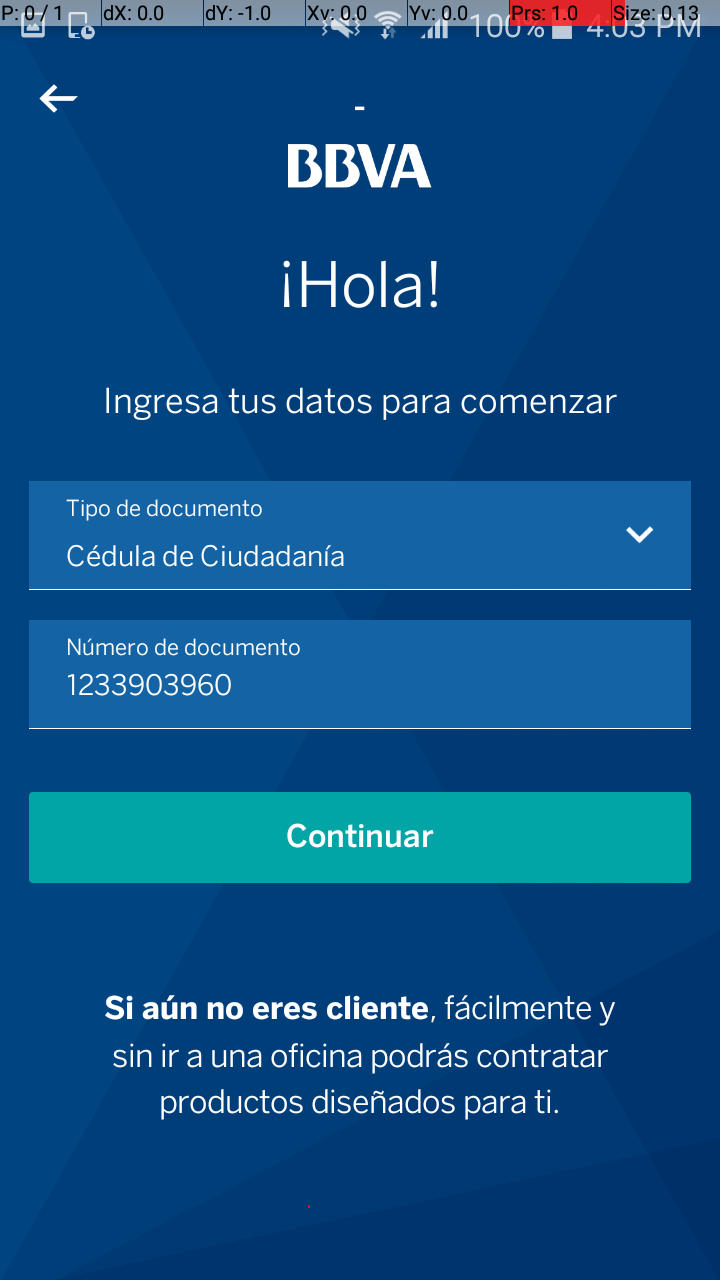 P: 0 / 1 dX: 0.0 dY: -1.0 Xv: 0.0 Yv: 0.0 Prs: 1.0 Size: 0.13
100% 4:03 PM
-
BBVA
¡Hola!
Ingresa tus datos para comenzar
Tipo de documento
Cédula de Ciudadanía
Número de documento
1233903960
Continuar
Si aún no eres cliente, fácilmente y
sin ir a una oficina podrás contratar
productos diseñados para ti.